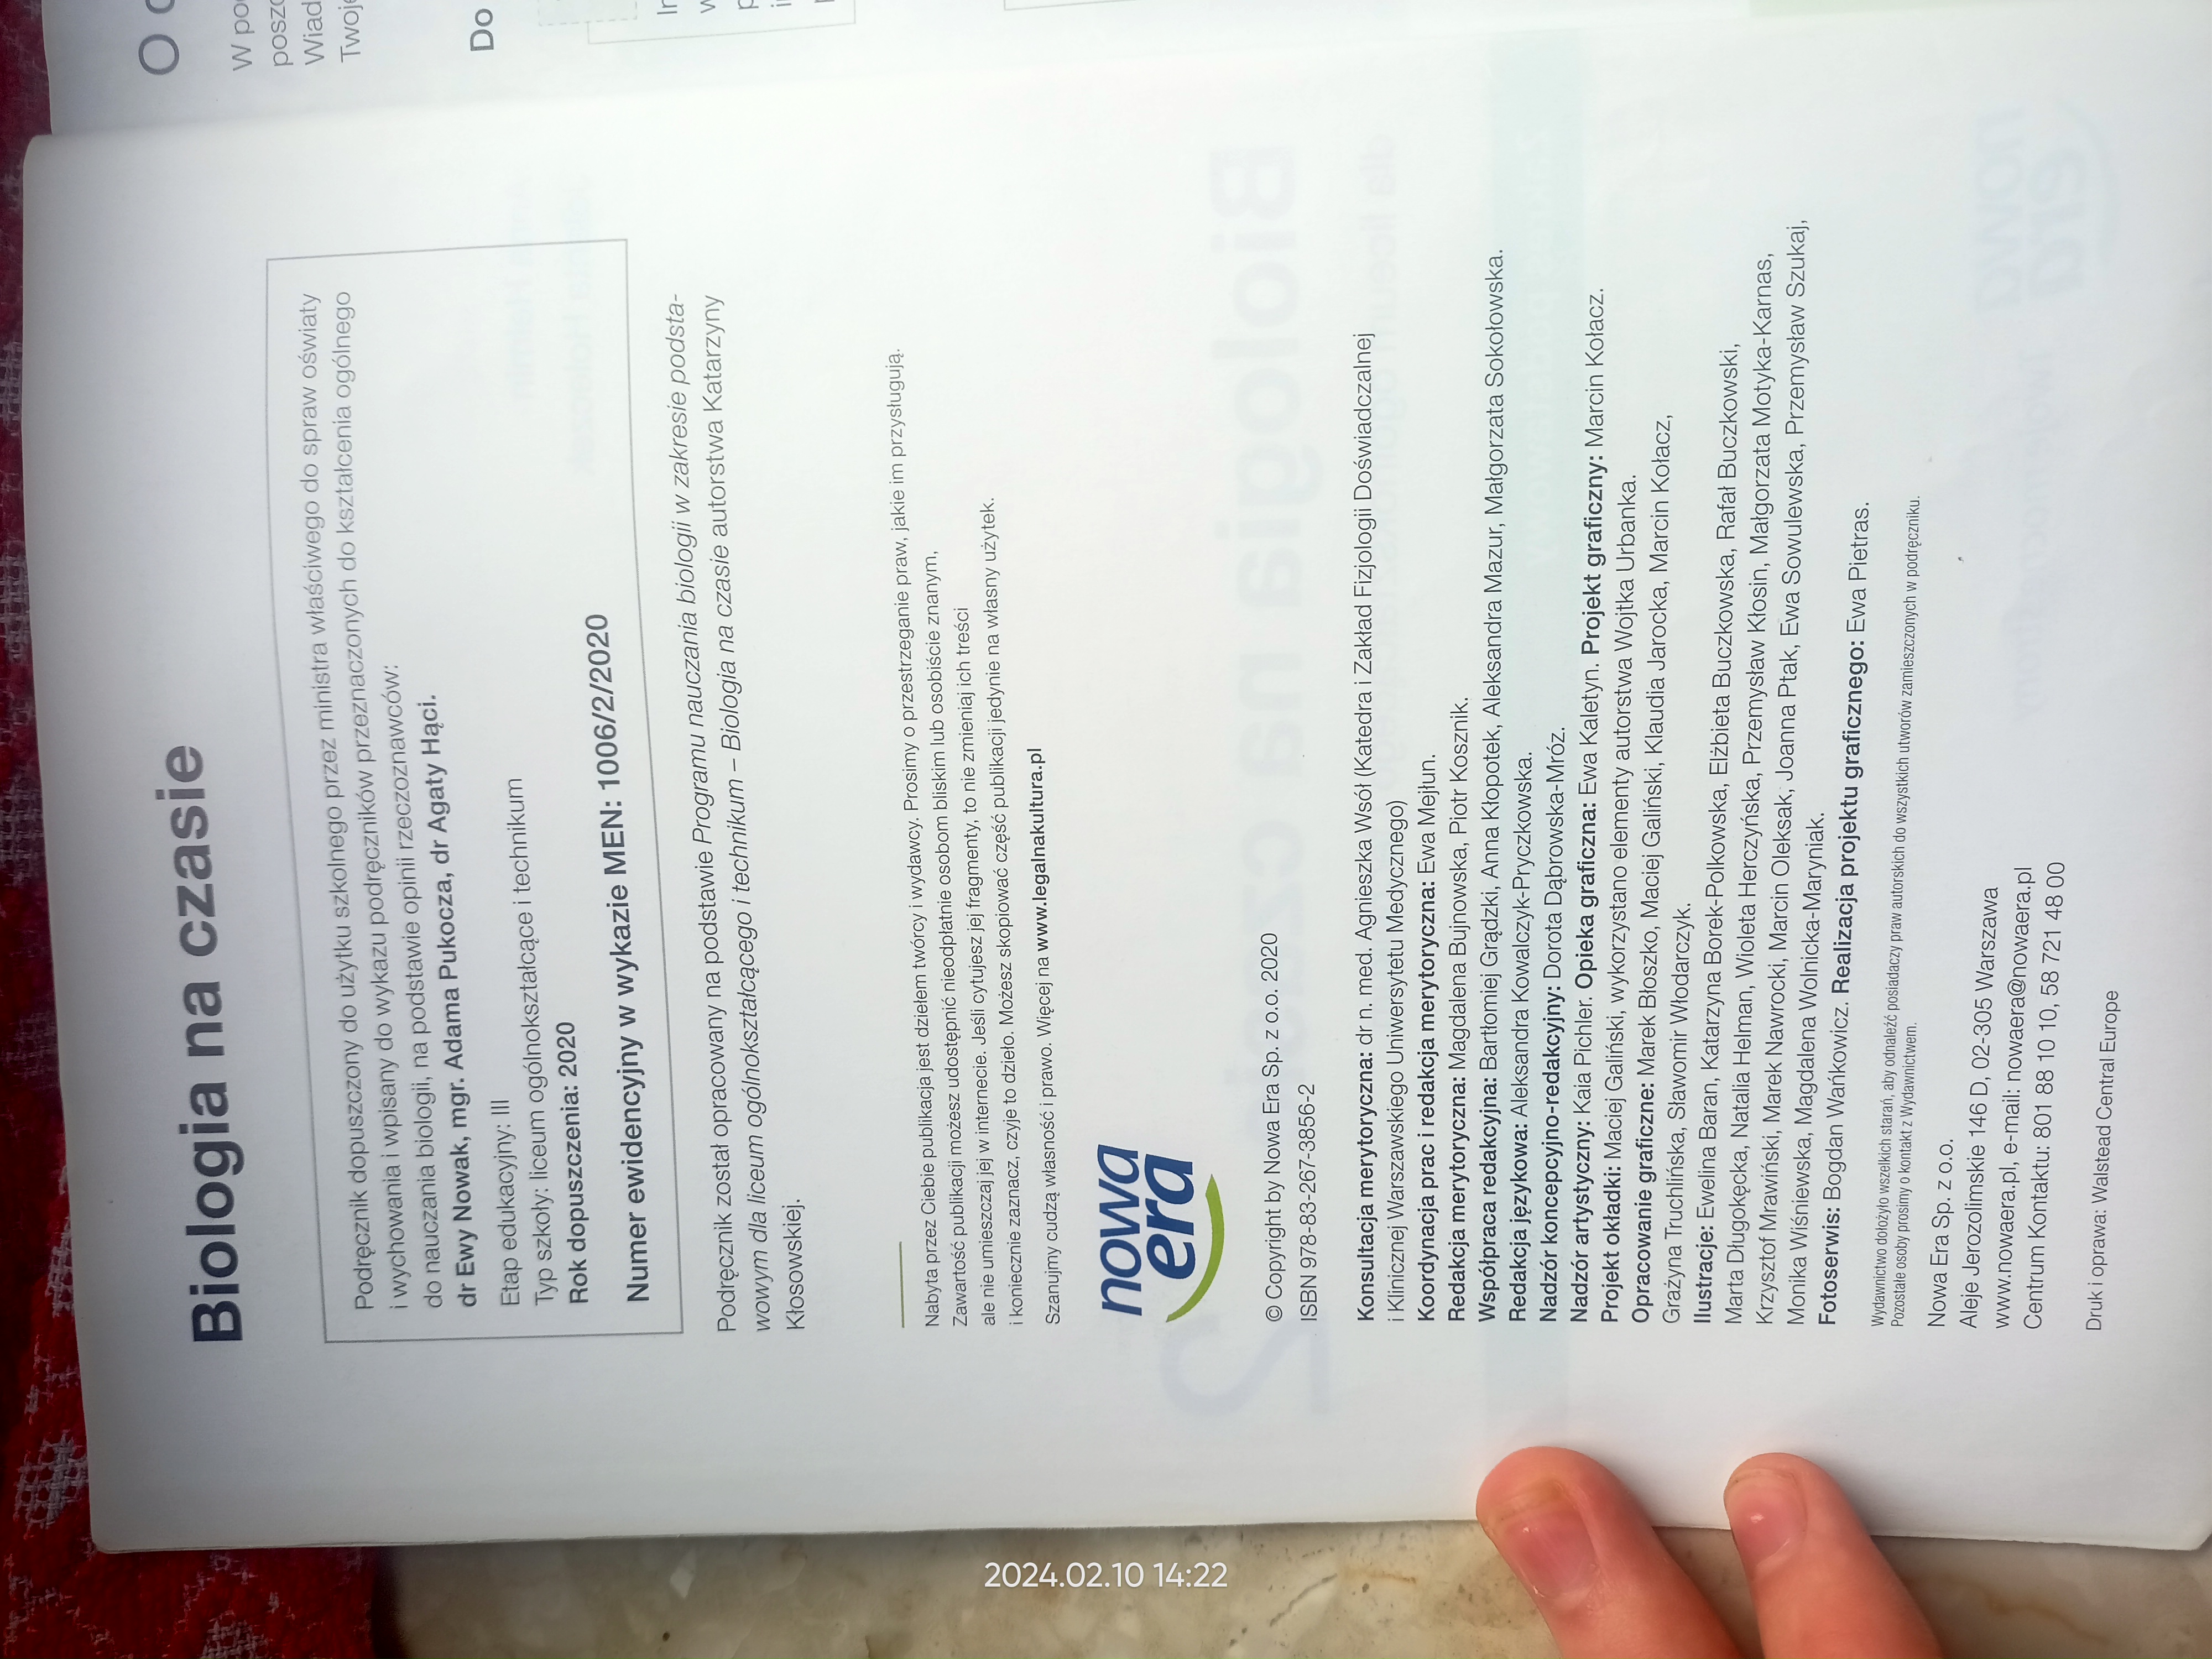 Biologia na czasie
Podręcznik dopuszczony do użytku szkolnego przez ministra właściwego do spraw oświaty
i wychowania i wpisany do wykazu podręczników przeznaczonych do kształcenia ogólnego
do nauczania biologii, na podstawie opinii rzeczoznawców:
dr Ewy Nowak, mgr. Adama Pukocza, dr Agaty Hąci.
Etap edukacyjny: III
Typ szkoły: liceum ogólnokształcące i technikum
Rok dopuszczenia: 2020
Numer ewidencyjny w wykazie MEN: 1006/2/2020
Podręcznik został opracowany na podstawie Programu nauczania biologii w zakresie podsta-
wowym dla liceum ogólnokształcącego i technikum – Biologia na czasie autorstwa Katarzyny
Kłosowskiej.
Nabyta przez Ciebie publikacja jest dziełem twórcy i wydawcy. Prosimy o przestrzeganie praw, jakie im przysługują.
Zawartość publikacji możesz udostępnić nieodpłatnie osobom bliskim lub osobiście znanym,
ale nie umieszczaj jej w internecie. Jeśli cytujesz jej fragmenty, to nie zmieniaj ich treści
i koniecznie zaznacz, czyje to dzieło. Możesz skopiować część publikacji jedynie na własny użytek.
Szanujmy cudzą własność i prawo. Więcej na www.legalnakultura.pl
nowa
era
© Copyright by Nowa Era Sp. z o.o. 2020
ISBN 978-83-267-3856-2
Konsultacja merytoryczna: dr n. med. Agnieszka Wsół (Katedra i Zakład Fizjologii Doświadczalnej
i Klinicznej Warszawskiego Uniwersytetu Medycznego)
Koordynacja prac i redakcja merytoryczna: Ewa Mejłun.
Redakcja merytoryczna: Magdalena Bujnowska, Piotr Kosznik.
Współpraca redakcyjna: Bartłomiej Grądzki, Anna Kłopotek, Aleksandra Mazur, Małgorzata Sokołowska.
Redakcja językowa: Aleksandra Kowalczyk-Pryczkowska.
Nadzór koncepcyjno-redakcyjny: Dorota Dąbrowska-Mróz.
Nadzór artystyczny: Kaia Pichler. Opieka graficzna: Ewa Kaletyn. Projekt graficzny: Marcin Kołacz.
Projekt okładki: Maciej Galiński, wykorzystano elementy autorstwa Wojtka Urbanka.
Opracowanie graficzne: Marek Błoszko, Maciej Galiński, Klaudia Jarocka, Marcin Kołacz,
Grażyna Truchlińska, Sławomir Włodarczyk.
Ilustracje: Ewelina Baran, Katarzyna Borek-Polkowska, Elżbieta Buczkowska, Rafał Buczkowski,
Marta Długokęcka, Natalia Helman, Wioleta Herczyńska, Przemysław Kłosin, Małgorzata Motyka-Karnas,
Krzysztof Mrawiński, Marek Nawrocki, Marcin Oleksak, Joanna Ptak, Ewa Sowulewska, Przemysław Szukaj,
Monika Wiśniewska, Magdalena Wolnicka-Maryniak.
Fotoserwis: Bogdan Wańkowicz. Realizacja projektu graficznego: Ewa Pietras.
Wydawnictwo dołożyło wszelkich starań, aby odnaleźć posiadaczy praw autorskich do wszystkich utworów zamieszczonych w podręczniku.
Pozostałe osoby prosimy o kontakt z Wydawnictwem.
Nowa Era Sp. z o.o.
Aleje Jerozolimskie 146 D, 02-305 Warszawa
www.nowaera.pl, e-mail: nowaera@nowaera.pl
Centrum Kontaktu: 801 88 10 10, 58 721 48 00
Druk i oprawa: Walstead Central Europe
O
W
Do
2024.02.10 14:22